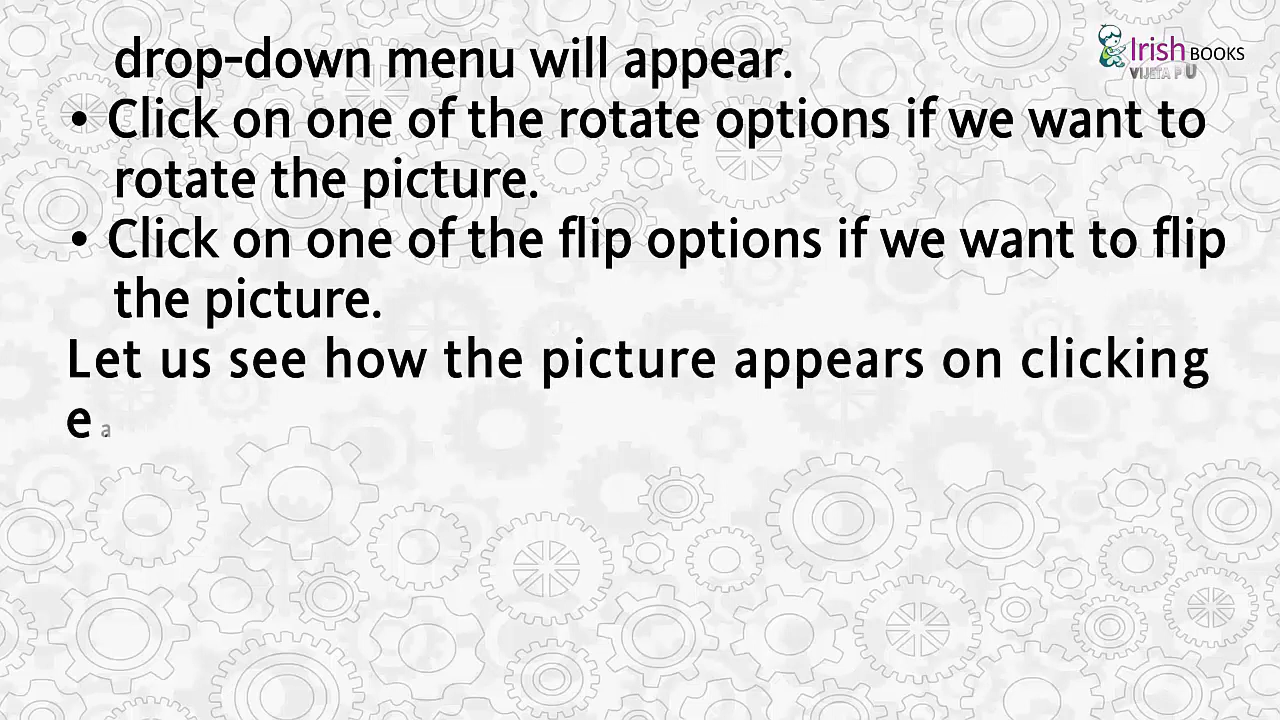 drop-down menu will appear.
• Click on one of the rotate options if we want to
rotate the picture.
• Click on one of the flip options if we want to flip
the picture.
Let us see how the picture appears on clicking
e a
Irish BOOKS